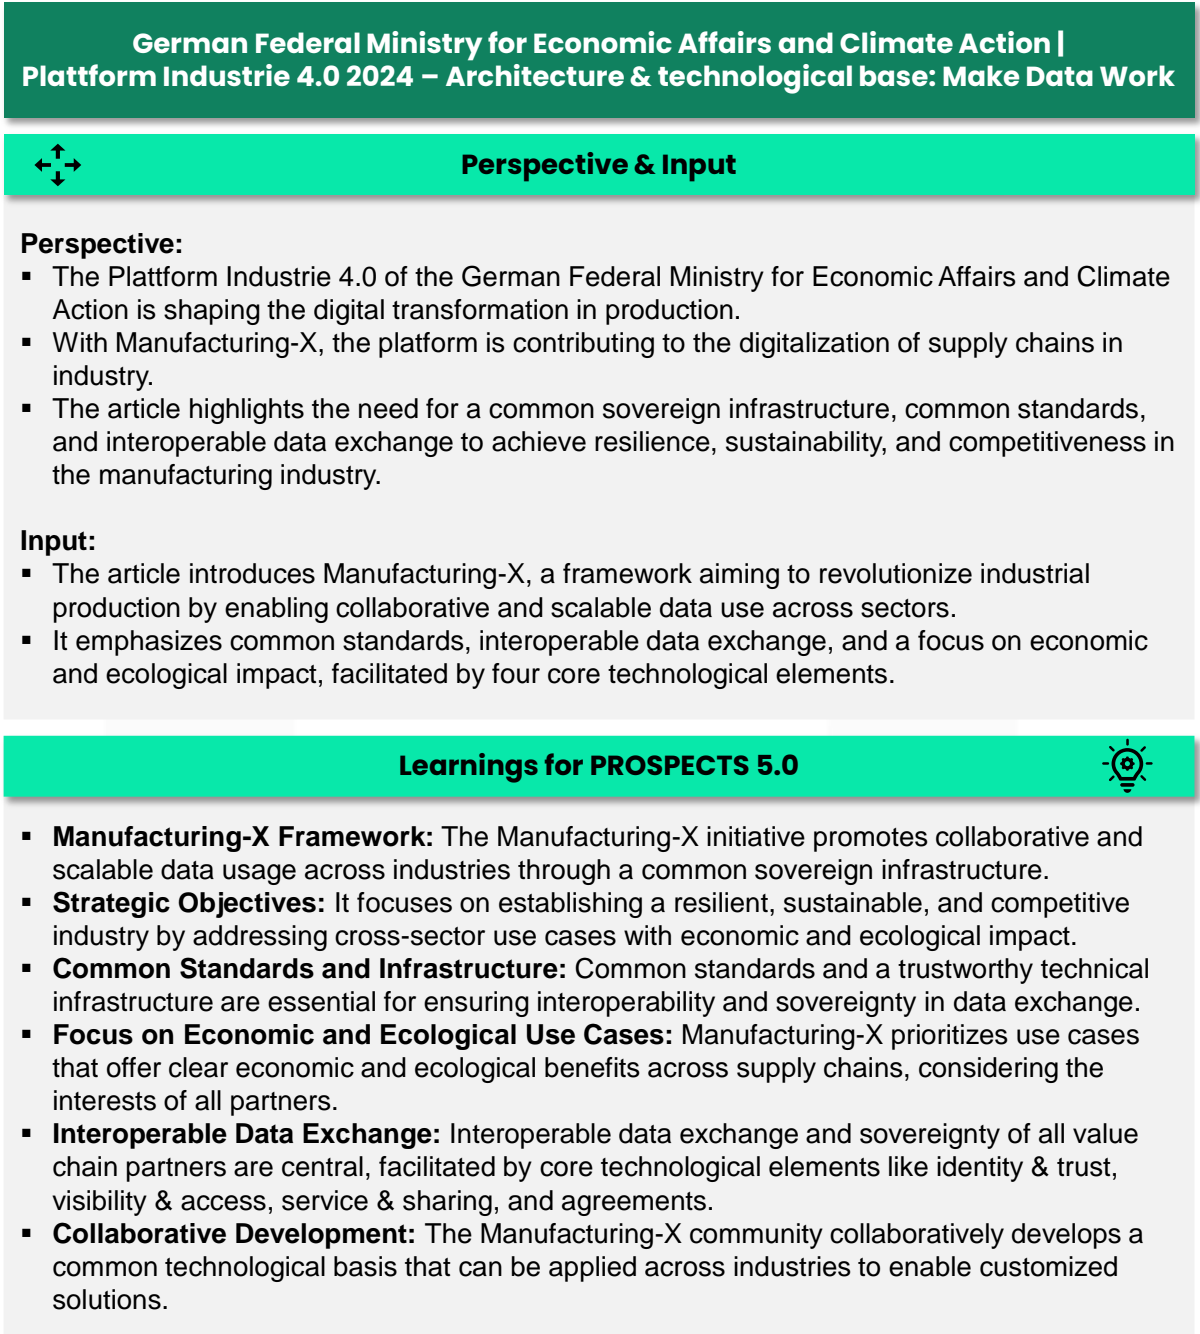 German Federal Ministry for Economic Affairs and Climate Action |
Plattform Industrie 4.0 2024 – Architecture & technological base: Make Data Work
Perspective & Input
Perspective:
▪ The Plattform Industrie 4.0 of the German Federal Ministry for Economic Affairs and Climate
Action is shaping the digital transformation in production.
▪ With Manufacturing-X, the platform is contributing to the digitalization of supply chains in
industry.
▪ The article highlights the need for a common sovereign infrastructure, common standards,
and interoperable data exchange to achieve resilience, sustainability, and competitiveness in
the manufacturing industry.
Input:
▪ The article introduces Manufacturing-X, a framework aiming to revolutionize industrial
production by enabling collaborative and scalable data use across sectors.
▪ It emphasizes common standards, interoperable data exchange, and a focus on economic
and ecological impact, facilitated by four core technological elements.
Learnings for PROSPECTS 5.0
▪ Manufacturing-X Framework: The Manufacturing-X initiative promotes collaborative and
scalable data usage across industries through a common sovereign infrastructure.
▪ Strategic Objectives: It focuses on establishing a resilient, sustainable, and competitive
industry by addressing cross-sector use cases with economic and ecological impact.
▪ Common Standards and Infrastructure: Common standards and a trustworthy technical
infrastructure are essential for ensuring interoperability and sovereignty in data exchange.
▪ Focus on Economic and Ecological Use Cases: Manufacturing-X prioritizes use cases
that offer clear economic and ecological benefits across supply chains, considering the
interests of all partners.
▪ Interoperable Data Exchange: Interoperable data exchange and sovereignty of all value
chain partners are central, facilitated by core technological elements like identity & trust,
visibility & access, service & sharing, and agreements.
▪ Collaborative Development: The Manufacturing-X community collaboratively develops a
common technological basis that can be applied across industries to enable customized
solutions.